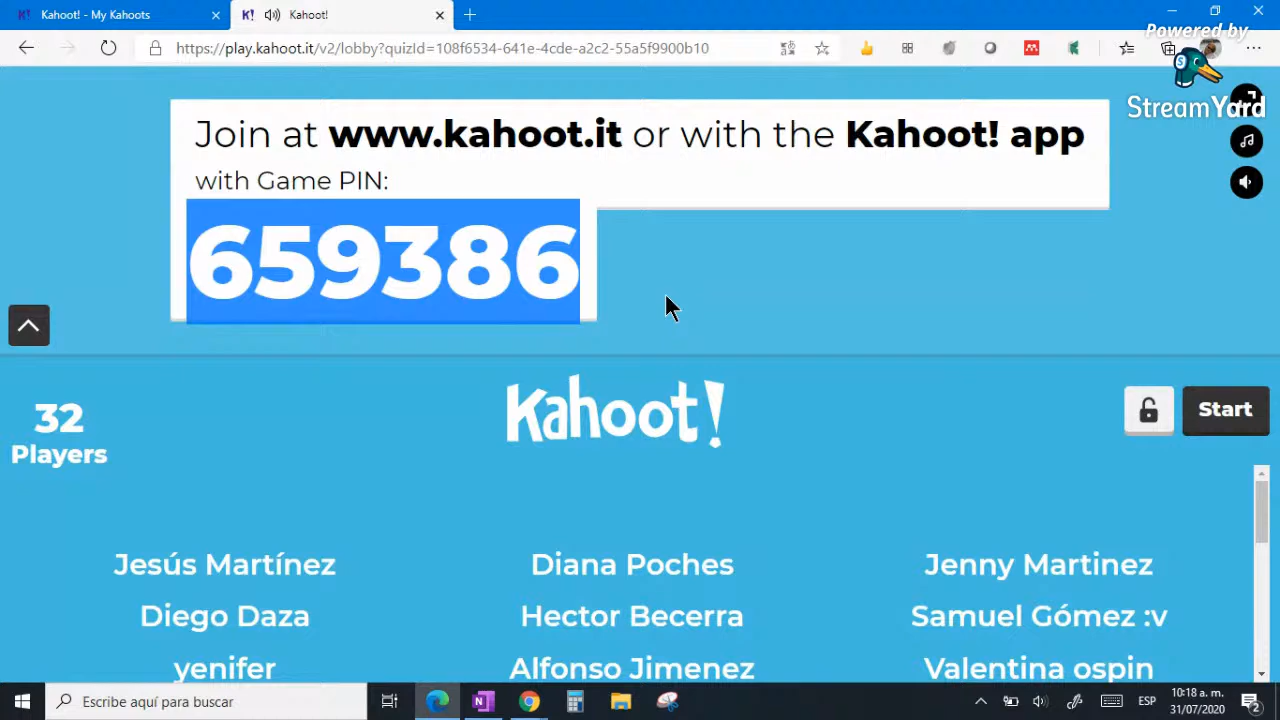 K! Kahoot! - My Kahoots
K! Kahoot!
https://play.kahoot.it/v2/lobby?quizId=108f6534-641e-4cde-a2c2-55a5f9900b10
Powered by
StreamYard
Join at www.kahoot.it or with the Kahoot! app
with Game PIN:
659386
32
Players
Kahoot!
Start
Jesús Martínez
Diana Poches
Jenny Martinez
Diego Daza
Hector Becerra
Samuel Gómez :v
yenifer
Alfonso Jimenez
Valentina ospin
Escribe aquí para buscar
ESP
10:18 a. m.
31/07/2020
2